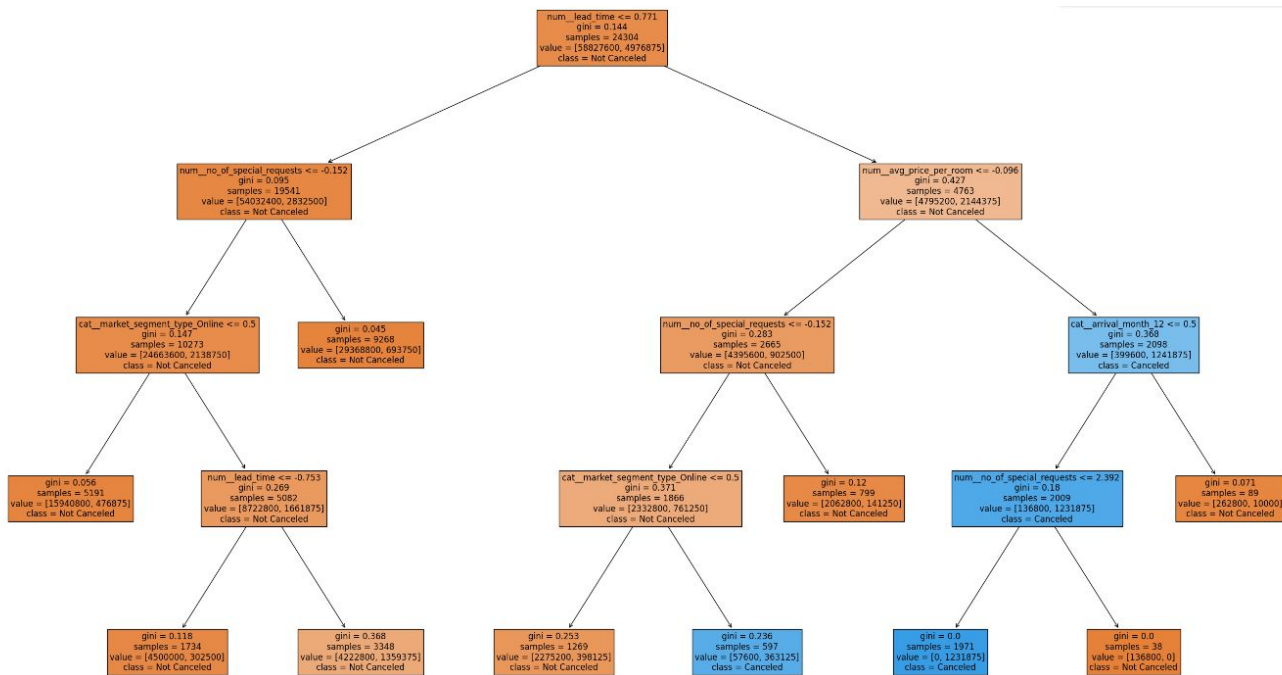 num__lead_time <= 0.771
gini = 0.144
samples = 24304
value = [58827600, 4976875]
class = Not Canceled
num__no_of_special_requests <= -0.152
gini = 0.095
samples = 19541
value = [54032400, 2832500]
class = Not Canceled
num__avg_price_per_room <= -0.096
gini = 0.427
samples = 4763
value = [4795200, 2144375]
class = Not Canceled
cat__market_segment_type_Online <= 0.5
gini = 0.147
samples = 10273
value = [24663600, 2138750]
class = Not Canceled
gini = 0.045
samples = 9268
value = [29368800, 693750]
class = Not Canceled
num__no_of_special_requests <= -0.152
gini = 0.283
samples = 2665
value = [4395600, 902500]
class = Not Canceled
cat__arrival_month_12 <= 0.5
gini = 0.368
samples = 2098
value = [399600, 1241875]
class = Canceled
gini = 0.056
samples = 5191
value = [15940800, 476875]
class = Not Canceled
num__lead_time <= -0.753
gini = 0.269
samples = 5082
value = [8722800, 1661875]
class = Not Canceled
cat__market_segment_type_Online <= 0.5
gini = 0.371
samples = 1866
value = [2332800, 761250]
class = Not Canceled
gini = 0.12
samples = 799
value = [2062800, 141250]
class = Not Canceled
num__no_of_special_requests <= 2.392
gini = 0.18
samples = 2009
value = [136800, 1231875]
class = Canceled
gini = 0.071
samples = 89
value = [262800, 10000]
class = Not Canceled
gini = 0.118
samples = 1734
value = [4500000, 302500]
class = Not Canceled
gini = 0.368
samples = 3348
value = [4222800, 1359375]
class = Not Canceled
gini = 0.253
samples = 1269
value = [2275200, 398125]
class = Not Canceled
gini = 0.236
samples = 597
value = [57600, 363125]
class = Canceled
gini = 0.0
samples = 1971
value = [0, 1231875]
class = Canceled
gini = 0.0
samples = 38
value = [136800, 0]
class = Not Canceled